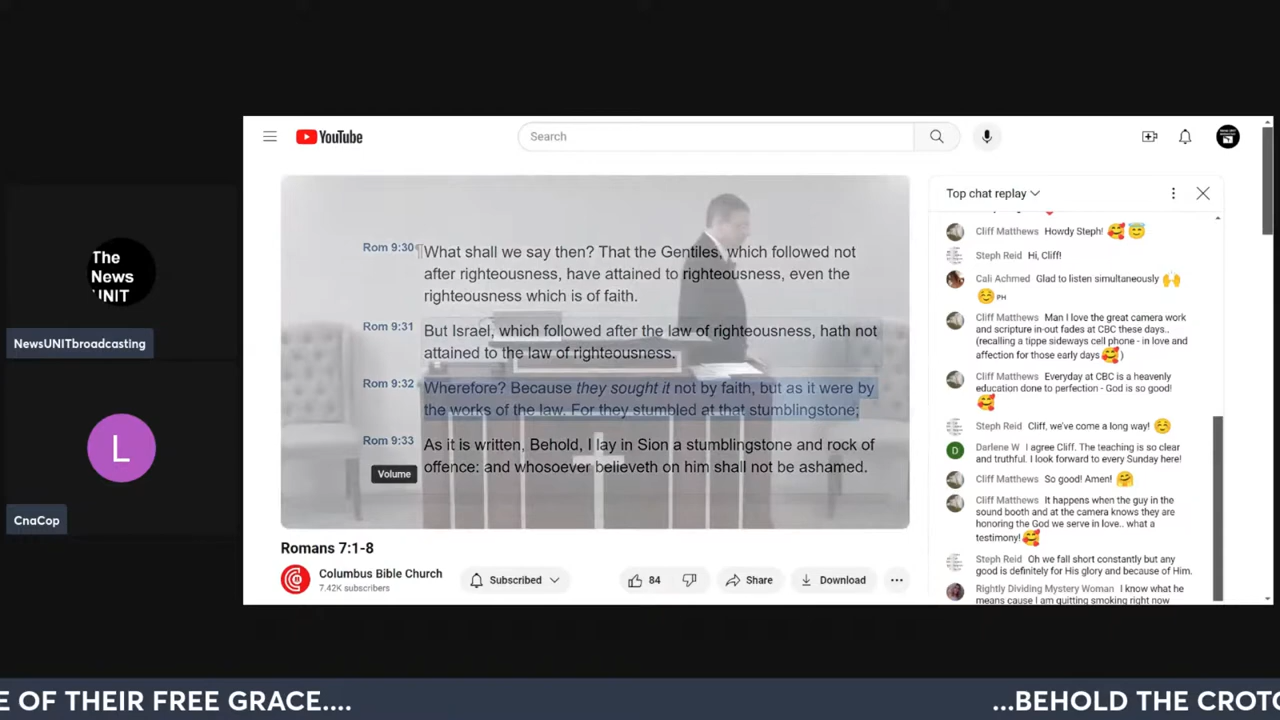 The
News
UNIT
NewsUNITbroadcasting
L
CnaCop
YouTube
Search
Rom 9:30 ¶What shall we say then? That the Gentiles, which followed not
after righteousness, have attained to righteousness, even the
righteousness which is of faith.
Rom 9:31 But Israel, which followed after the law of righteousness, hath not
attained to the law of righteousness.
Rom 9:32 Wherefore? Because they sought it not by faith, but as it were by
the works of the law. For they stumbled at that stumblingstone;
Rom 9:33 As it is written, Behold, I lay in Sion a stumblingstone and rock of
offence: and whosoever believeth on him shall not be ashamed.
Volume
Romans 7:1-8
Columbus Bible Church
7.42K subscribers
Subscribed
84
Share
Download
Top chat replay
Cliff Matthews Howdy Steph! 🥰 😇
Steph Reid Hi, Cliff!
Cali Achmed Glad to listen simultaneously 🙌
☺️ PH
Cliff Matthews Man I love the great camera work
and scripture in-out fades at CBC these days..
(recalling a tippe sideways cell phone - in love and
affection for those early days 🥰)
Cliff Matthews Everyday at CBC is a heavenly
education done to perfection - God is so good!
🥰
Steph Reid Cliff, we've come a long way! ☺️
D
Darlene W I agree Cliff. The teaching is so clear
and truthful. I look forward to every Sunday here!
Cliff Matthews So good! Amen! 🤗
Cliff Matthews It happens when the guy in the
sound booth and at the camera knows they are
honoring the God we serve in love.. what a
testimony! 🥰
Steph Reid Oh we fall short constantly but any
good is definitely for His glory and because of Him.
Rightly Dividing Mystery Woman I know what he
means cause I am quitting smoking right now
E OF THEIR FREE GRACE....
...BEHOLD THE CROTO